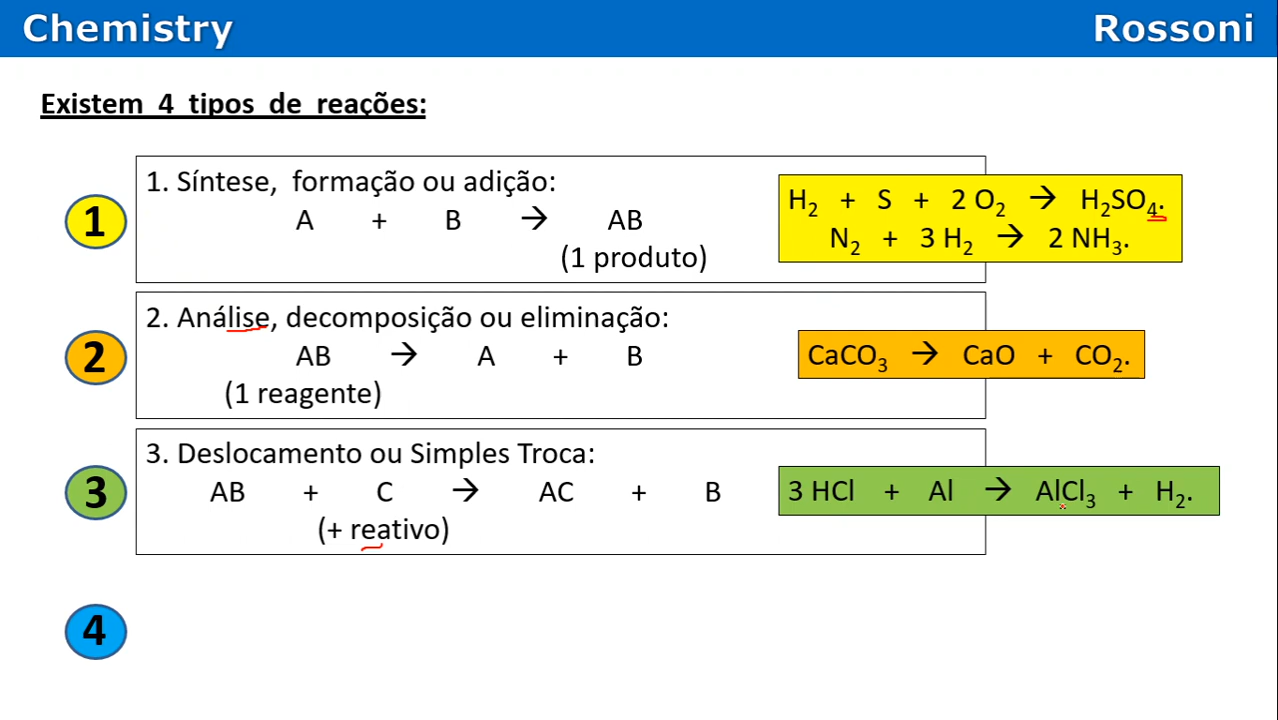 Chemistry Rossoni
Existem 4 tipos de reações:
1
1. Síntese, formação ou adição:
A + B → AB
(1 produto)
H₂ + S + 2 O₂ → H₂SO₄.
N₂ + 3 H₂ → 2 NH₃.
2
2. Análise, decomposição ou eliminação:
AB → A + B
(1 reagente)
CaCO₃ → CaO + CO₂.
3
3. Deslocamento ou Simples Troca:
AB + C → AC + B
(+ reativo)
3 HCl + Al → AlCl₃ + H₂.
4